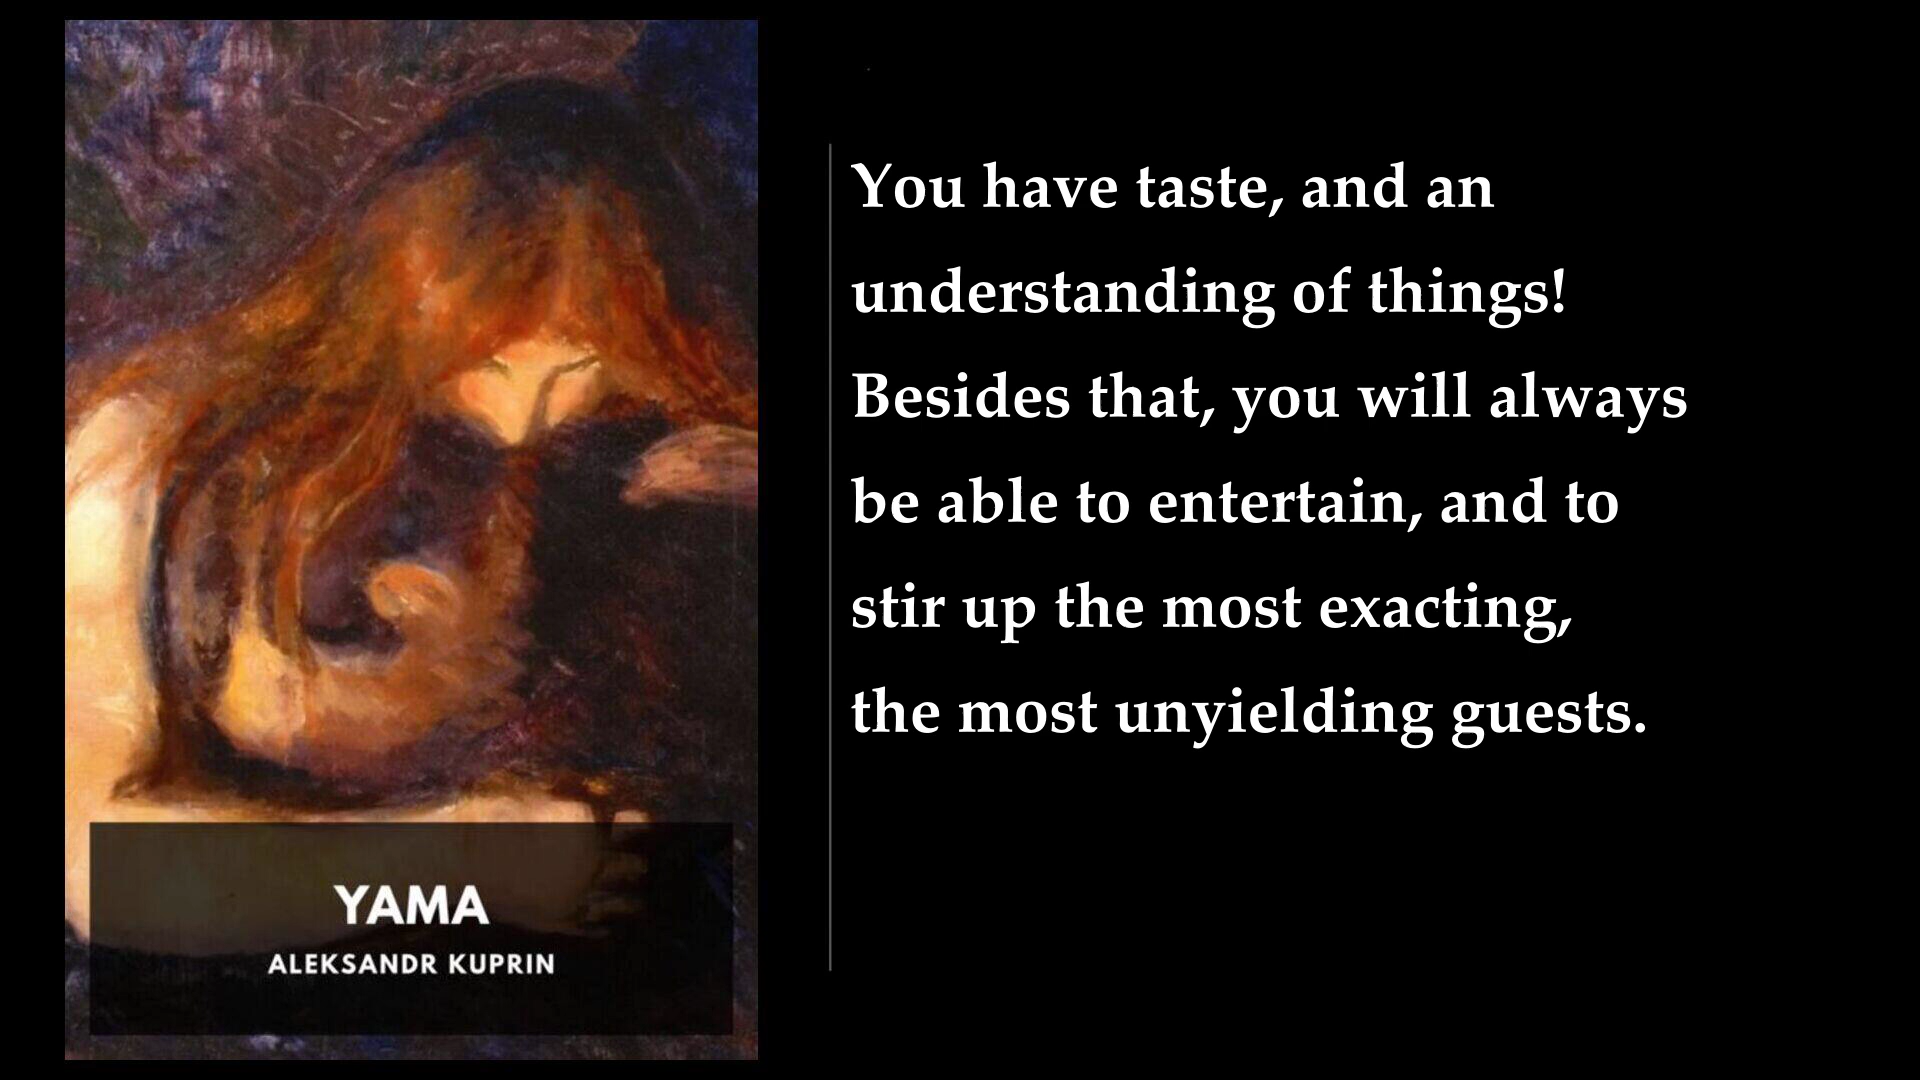 YAMA
ALEKSANDR KUPRIN
You have taste, and an
understanding of things!
Besides that, you will always
be able to entertain, and to
stir up the most exacting,
the most unyielding guests.